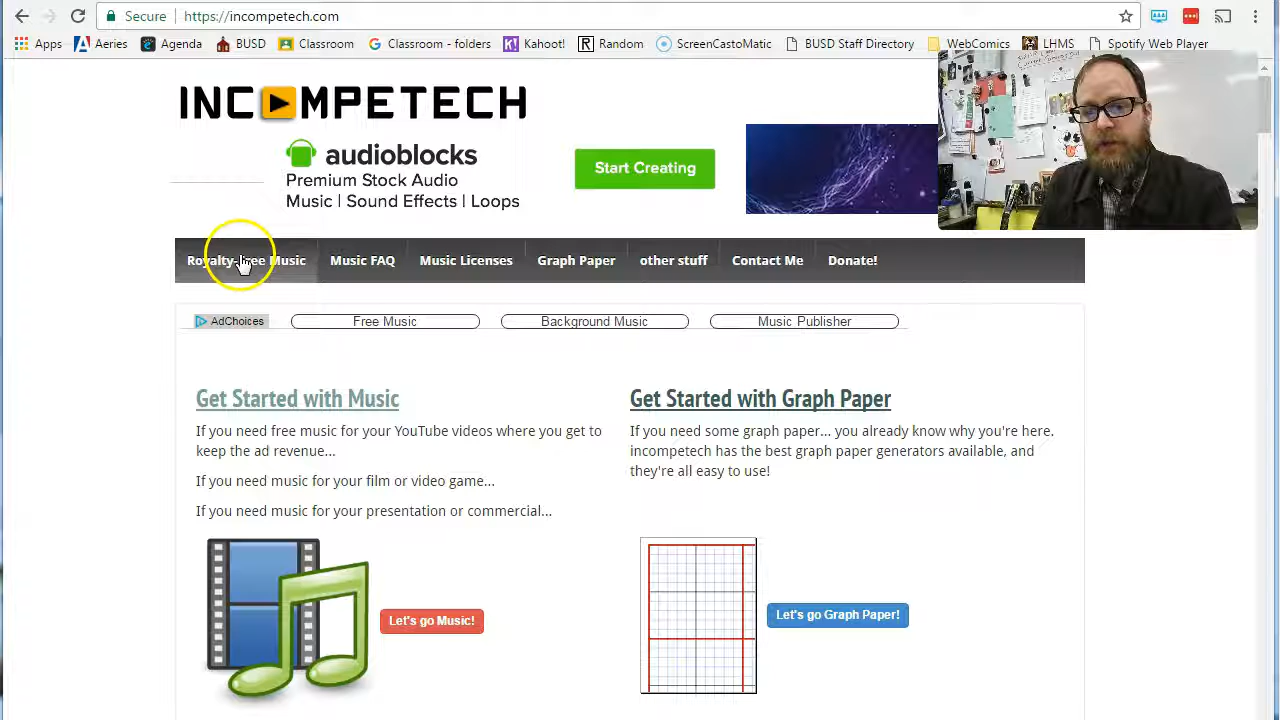 Secure https://incompetech.com
Apps Aeries Agenda BUSD Classroom Classroom - Folders Kahoot! Random ScreenCastoMatic BUSD Staff Directory WebComics LHMS Spotify Web Player
INCOMPETECH
audioblocks
Premium Stock Audio
Music | Sound Effects | Loops
Start Creating
Royalty-Free Music Music FAQ Music Licenses Graph Paper other stuff Contact Me Donate!
AdChoices Free Music Background Music Music Publisher
Get Started with Music
If you need free music for your YouTube videos where you get to
keep the ad revenue...
If you need music for your film or video game...
If you need music for your presentation or commercial...
Let's go Music!
Get Started with Graph Paper
If you need some graph paper... you already know why you're here.
incompetech has the best graph paper generators available, and
they're all easy to use!
Let's go Graph Paper!